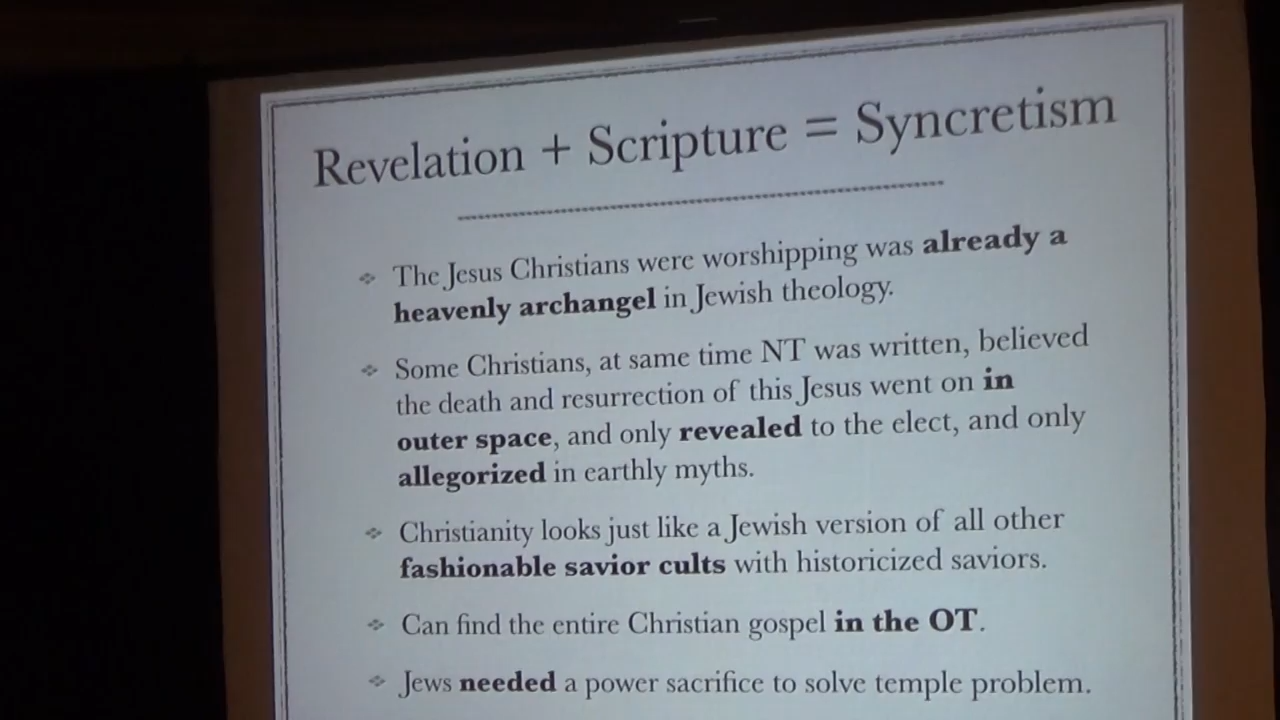 Revelation + Scripture = Syncretism
The Jesus Christians were worshipping was already a
heavenly archangel in Jewish theology.
Some Christians, at same time NT was written, believed
the death and resurrection of this Jesus went on in
outer space, and only revealed to the elect, and only
allegorized in earthly myths.
Christianity looks just like a Jewish version of all other
fashionable savior cults with historicized saviors.
Can find the entire Christian gospel in the OT.
Jews needed a power sacrifice to solve temple problem.